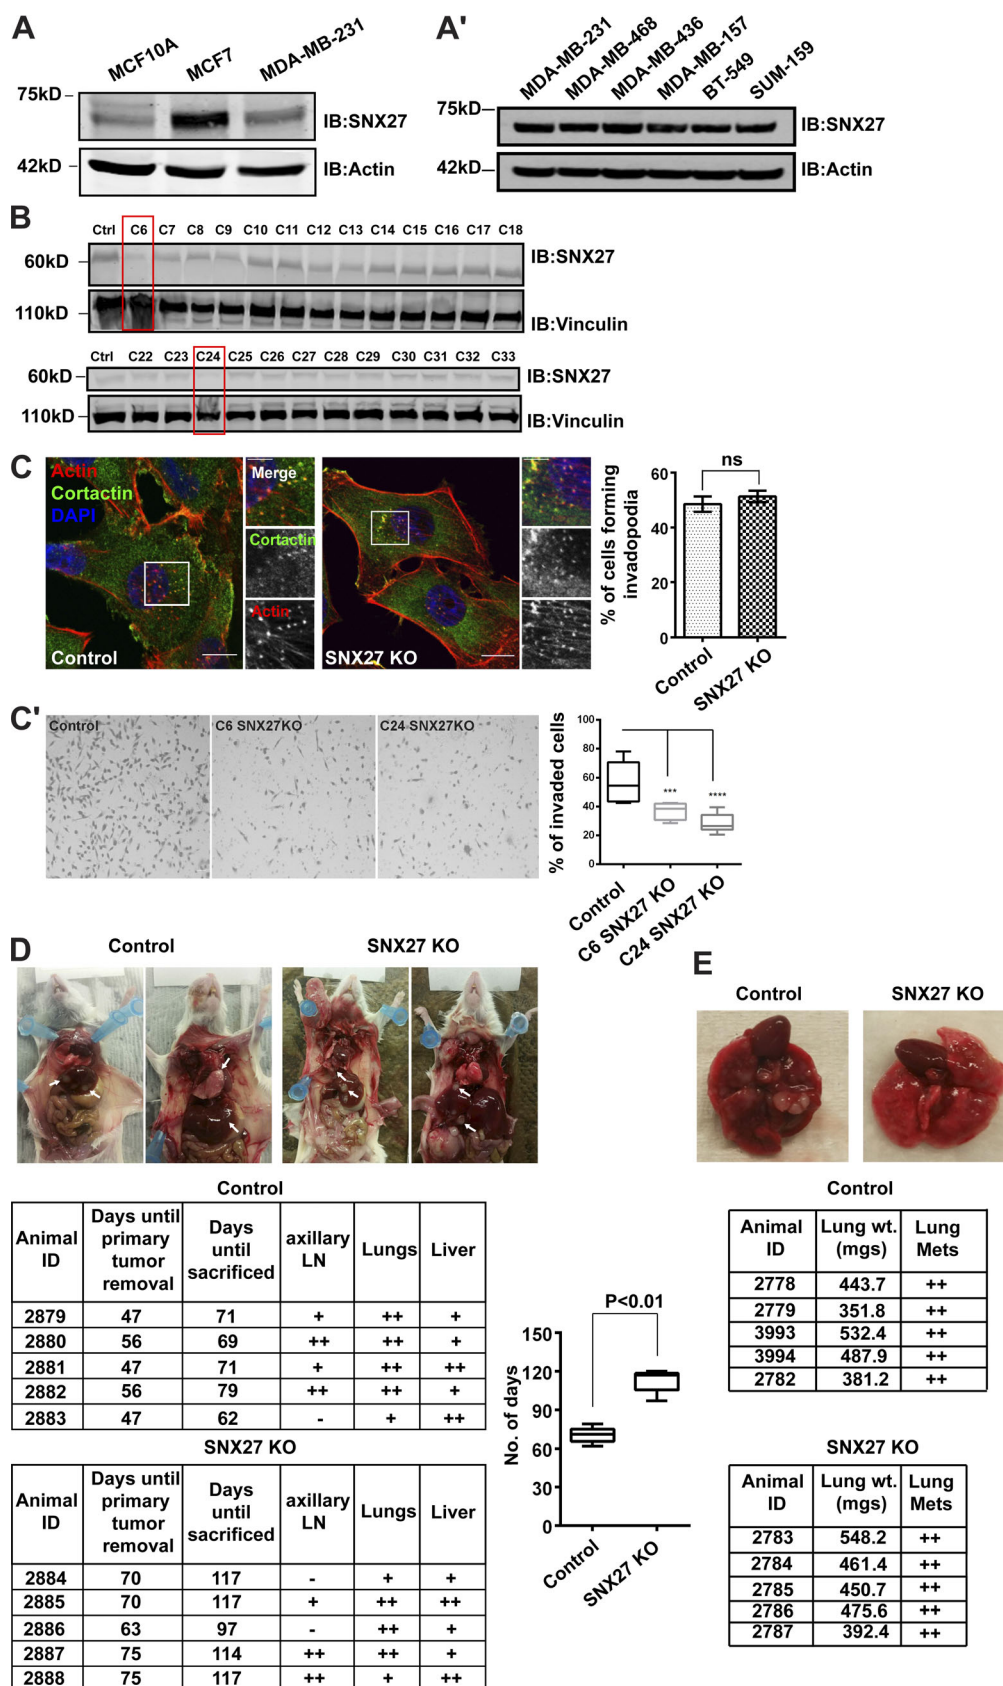 A
MCF10A MCF7 MDA-MB-231
75kD
IB:SNX27
42kD
IB:Actin
A'
MDA-MB-231 MDA-MB-468 MDA-MB-436 MDA-MB-157 BT-549 SUM-159
75kD
IB:SNX27
42kD
IB:Actin
B
Ctrl C6 C7 C8 C9 C10 C11 C12 C13 C14 C15 C16 C17 C18
60kD
IB:SNX27
110kD
IB:Vinculin
Ctrl C22 C23 C24 C25 C26 C27 C28 C29 C30 C31 C32 C33
60kD
IB:SNX27
110kD
IB:Vinculin
C
Actin
Cortactin
DAPI
Control
Merge
Cortactin
Actin
SNX27 KO
% of cells forming
invadopodia
60
40
20
0
ns
Control
SNX27 KO
C'
Control
C6 SNX27KO
C24 SNX27KO
% of invaded cells
100
80
60
40
20
0
***
****
Control
C6 SNX27 KO
C24 SNX27 KO
D
Control
SNX27 KO
Control
Animal ID Days until primary tumor removal Days until sacrificed axillary LN Lungs Liver
2879 47 71 + ++ +
2880 56 69 ++ ++ +
2881 47 71 + ++ ++
2882 56 79 ++ ++ +
2883 47 62 - + ++
SNX27 KO
Animal ID Days until primary tumor removal Days until sacrificed axillary LN Lungs Liver
2884 70 117 - + +
2885 70 117 + ++ ++
2886 63 97 - ++ +
2887 75 114 ++ ++ +
2888 75 117 ++ + ++
No. of days
150
120
90
60
30
0
P<0.01
Control
SNX27 KO
E
Control
SNX27 KO
Control
Animal ID Lung wt. (mgs) Lung Mets
2778 443.7 ++
2779 351.8 ++
3993 532.4 ++
3994 487.9 ++
2782 381.2 ++
SNX27 KO
Animal ID Lung wt. (mgs) Lung Mets
2783 548.2 ++
2784 461.4 ++
2785 450.7 ++
2786 475.6 ++
2787 392.4 ++